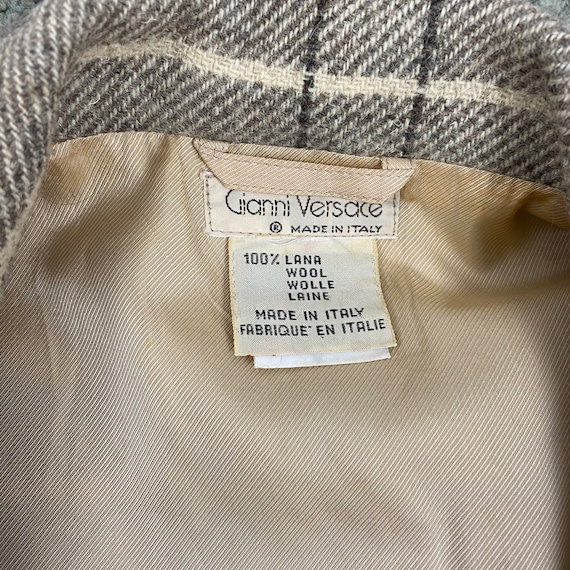 Gianni Versace
® MADE IN ITALY
100% LANA
WOOL
WOLLE
LAINE
MADE IN ITALY
FABRIQUE' EN ITALIE